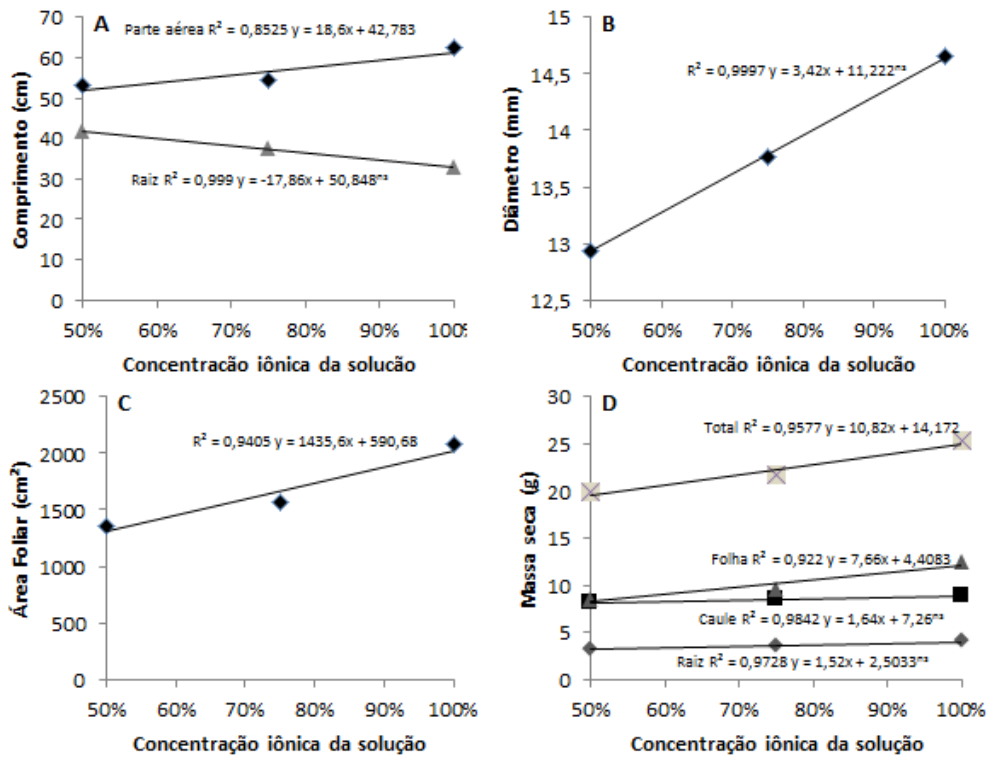 A
Parte aérea R² = 0,8525 y = 18,6x + 42,783
Raiz R² = 0,999 y = -17,86x + 50,848ⁿˢ
Comprimento (cm)
70
60
50
40
30
20
10
0
50% 60% 70% 80% 90% 100%
Concentracão iônica da solucão
B
R² = 0,9997 y = 3,42x + 11,222ⁿˢ
Diâmetro (mm)
15
14,5
14
13,5
13
12,5
50% 60% 70% 80% 90% 100%
Concentracão iônica da solucão
C
R² = 0,9405 y = 1435,6x + 590,68
Área Foliar (cm²)
2500
2000
1500
1000
500
0
50% 60% 70% 80% 90% 100%
Concentração iônica da solução
D
Total R² = 0,9577 y = 10,82x + 14,172
Folha R² = 0,922 y = 7,66x + 4,4083
Caule R² = 0,9842 y = 1,64x + 7,26ⁿˢ
Raiz R² = 0,9728 y = 1,52x + 2,5033ⁿˢ
Massa seca (g)
30
25
20
15
10
5
0
50% 60% 70% 80% 90% 100%
Concentração iônica da solução